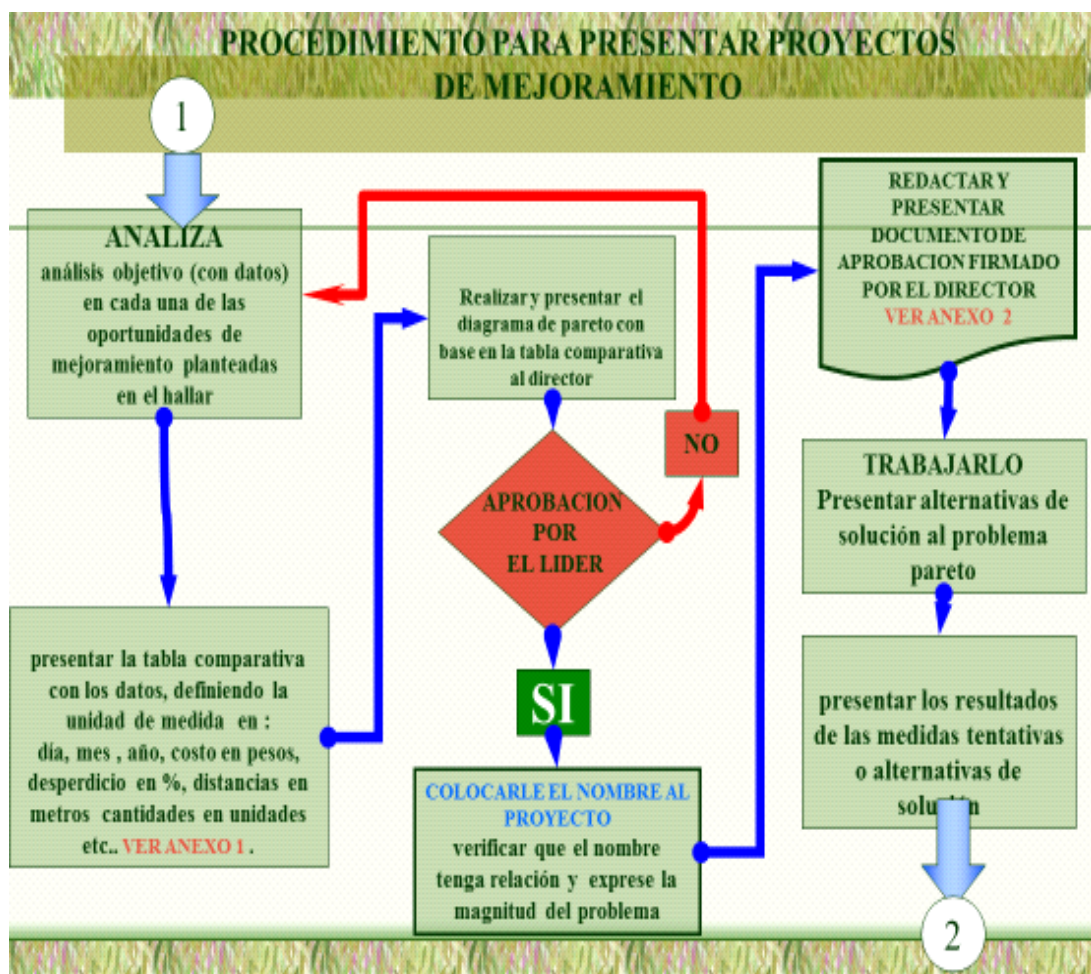 PROCEDIMIENTO PARA PRESENTAR PROYECTOS
DE MEJORAMIENTO
1
ANALIZA
análisis objetivo (con datos)
en cada una de las
oportunidades de
mejoramiento planteadas
en el hallar
presentar la tabla comparativa
con los datos, definiendo la
unidad de medida en :
día, mes , año, costo en pesos,
desperdicio en %, distancias en
metros cantidades en unidades
etc.. VER ANEXO 1 .
Realizar y presentar el
diagrama de pareto con
base en la tabla comparativa
al director
APROBACION
POR
EL LIDER
NO
SI
COLOCARLE EL NOMBRE AL
PROYECTO
verificar que el nombre
tenga relación y exprese la
magnitud del problema
REDACTAR Y
PRESENTAR
DOCUMENTO DE
APROBACION FIRMADO
POR EL DIRECTOR
VER ANEXO 2
TRABAJARLO
Presentar alternativas de
solución al problema
pareto
presentar los resultados
de las medidas tentativas
o alternativas de
solución
2